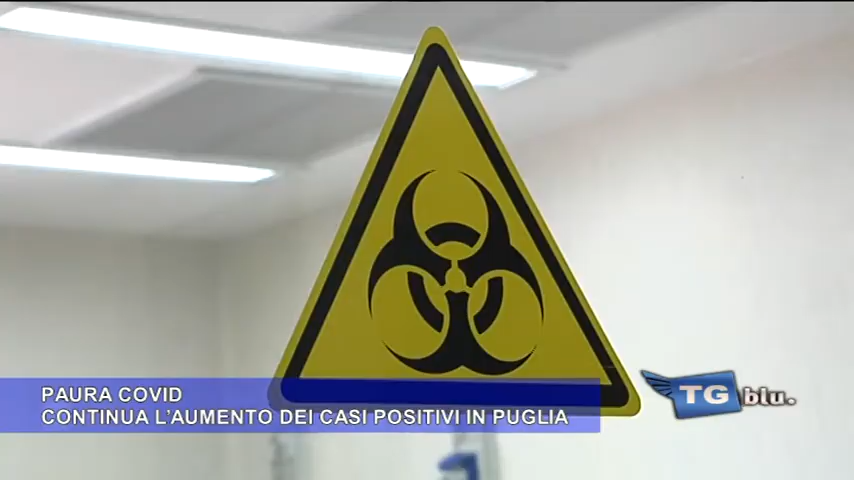 PAURA COVID
CONTINUA L'AUMENTO DEI CASI POSITIVI IN PUGLIA
TG blu.